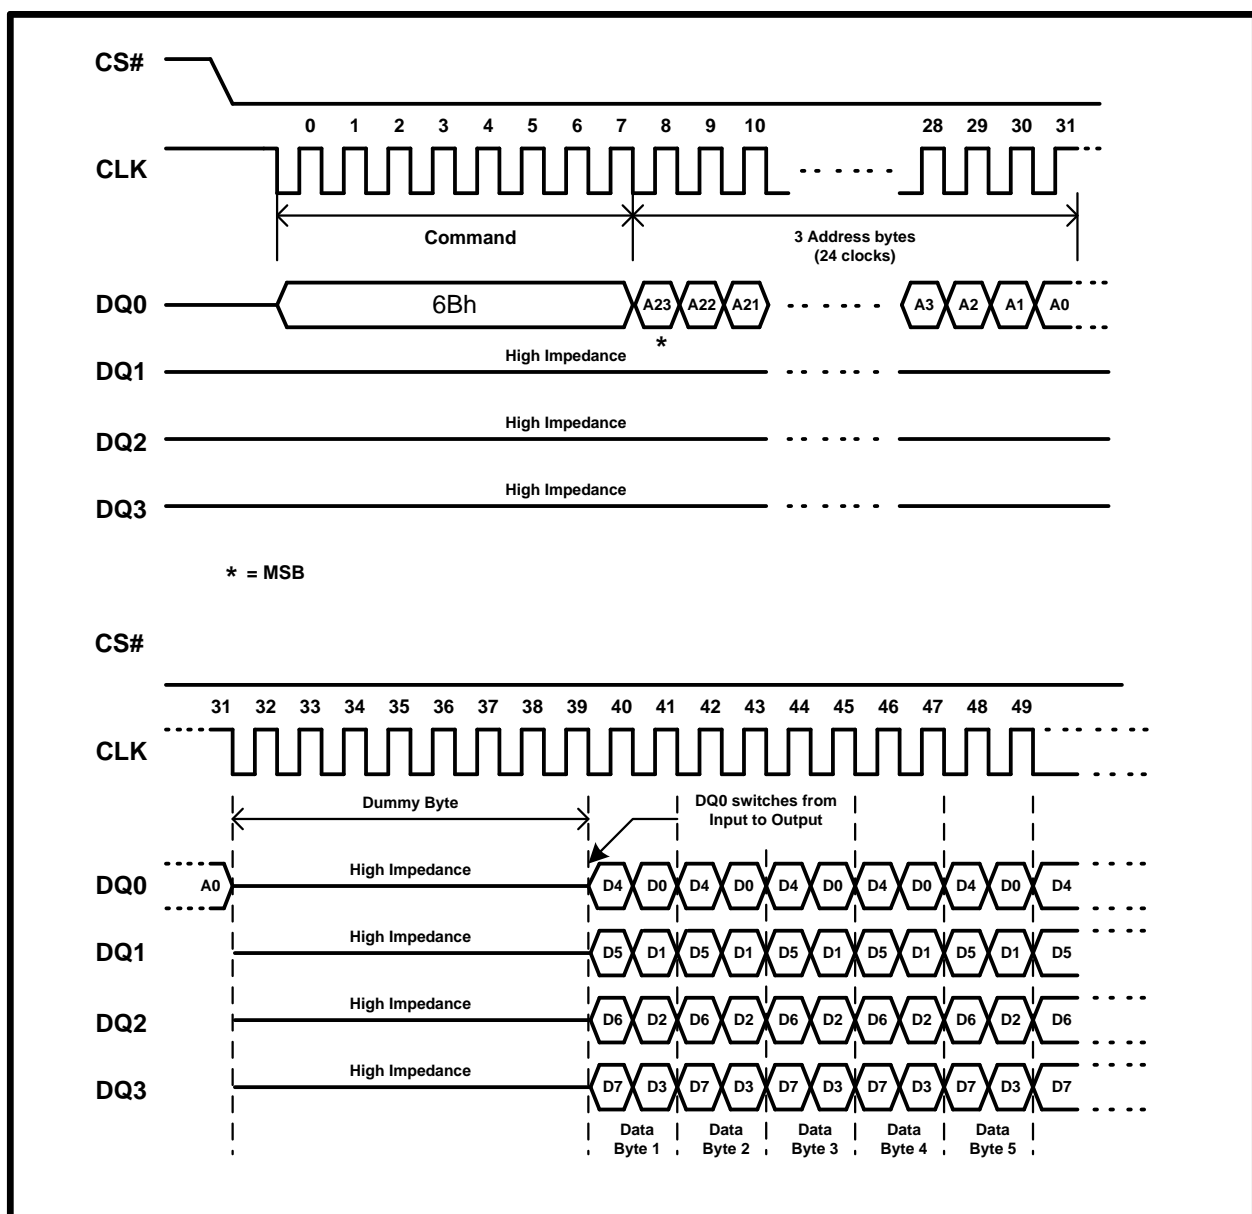 CS#
0 1 2 3 4 5 6 7 8 9 10 28 29 30 31
CLK
Command
3 Address bytes
(24 clocks)
DQ0 6Bh A23 A22 A21 A3 A2 A1 A0
*
High Impedance
DQ1
High Impedance
DQ2
High Impedance
DQ3
* = MSB
CS#
31 32 33 34 35 36 37 38 39 40 41 42 43 44 45 46 47 48 49
CLK
Dummy Byte
DQ0 switches from
Input to Output
High Impedance
DQ0 A0 D4 D0 D4 D0 D4 D0 D4 D0 D4 D0 D4
High Impedance
DQ1 D5 D1 D5 D1 D5 D1 D5 D1 D5 D1 D5
High Impedance
DQ2 D6 D2 D6 D2 D6 D2 D6 D2 D6 D2 D6
High Impedance
DQ3 D7 D3 D7 D3 D7 D3 D7 D3 D7 D3 D7
Data Data Data Data Data
Byte 1 Byte 2 Byte 3 Byte 4 Byte 5